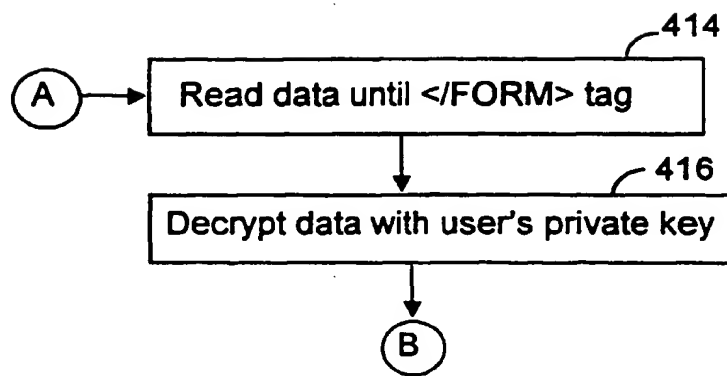 414
A
Read data until </FORM> tag
416
Decrypt data with user's private key
B